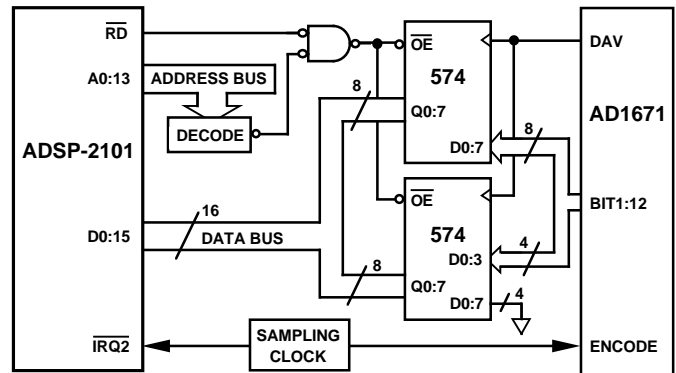 ADSP-2101
RD
A0:13
ADDRESS BUS
DECODE
D0:15
16
DATA BUS
IRQ2
SAMPLING
CLOCK
8
OE
574
Q0:7
D0:7
8
OE
574
D0:3
Q0:7
D0:7
8
4
4
DAV
AD1671
BIT1:12
ENCODE